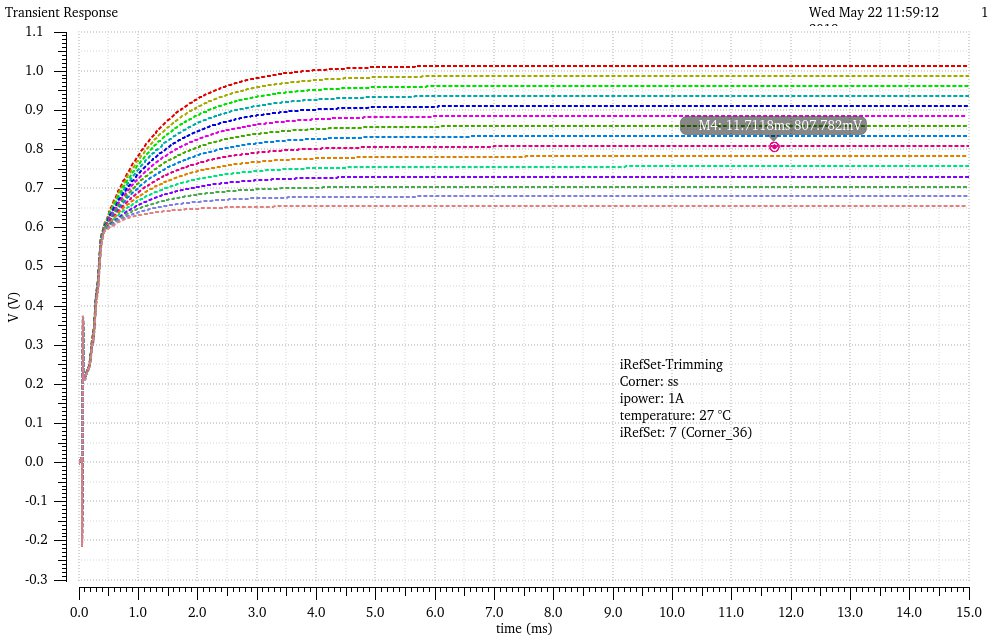 Transient Response
Wed May 22 11:59:12
1
1.1
1.0
0.9
0.8
0.7
0.6
0.5
0.4
0.3
0.2
0.1
0.0
-0.1
-0.2
-0.3
V (V)
M4: 11.7118ms 807.782mV
iRefSet-Trimming
Corner: ss
ipower: 1A
temperature: 27 °C
iRefSet: 7 (Corner_36)
0.0 1.0 2.0 3.0 4.0 5.0 6.0 7.0 8.0 9.0 10.0 11.0 12.0 13.0 14.0 15.0
time (ms)